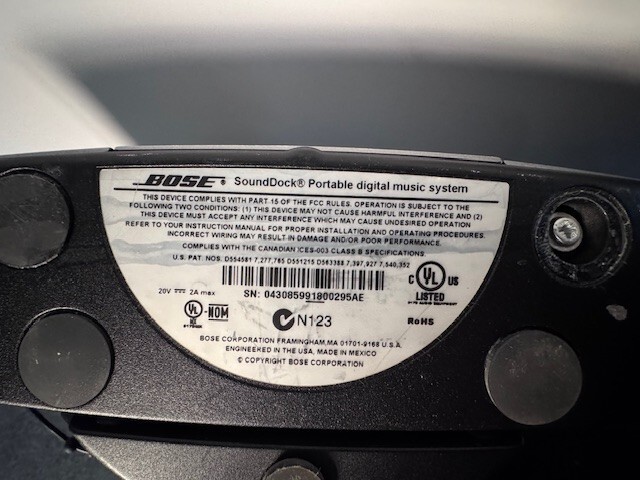 BOSE® SoundDock® Portable digital music system
THIS DEVICE COMPLIES WITH PART 15 OF THE FCC RULES. OPERATION IS SUBJECT TO THE
FOLLOWING TWO CONDITIONS: (1) THIS DEVICE MAY NOT CAUSE HARMFUL INTERFERENCE AND (2)
THIS DEVICE MUST ACCEPT ANY INTERFERENCE WHICH MAY CAUSE UNDESIRED OPERATION
REFER TO YOUR INSTRUCTION MANUAL FOR PROPER INSTALLATION AND OPERATING PROCEDURES.
INCORRECT WIRING MAY RESULT IN DAMAGE AND/OR POOR PERFORMANCE.
COMPLIES WITH THE CANADIAN ICES-003 CLASS B SPECIFICATIONS
U.S. PAT. NOS. D554581 7,277,765 D551215 D563388 7,397,927 7,540,352
C UL US
LISTED
20V ⎓ 2A max
SN: 043085991800295AE
UL -NOM
N123
RoHS
BOSE CORPORATION FRAMINGHAM,MA 01701-9168 U.S.A.
ENGINEERED IN THE USA, MADE IN MEXICO
© COPYRIGHT BOSE CORPORATION